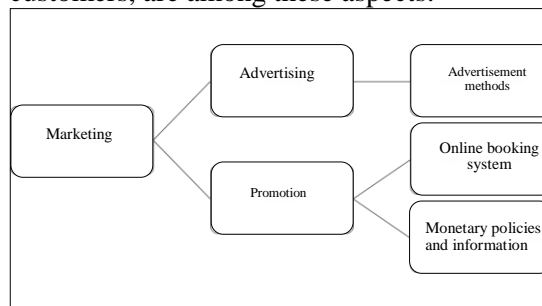 customers, are among these aspects.
Advertising
Advertisement
methods
Marketing
Online booking
system
Promotion
Monetary policies
and information